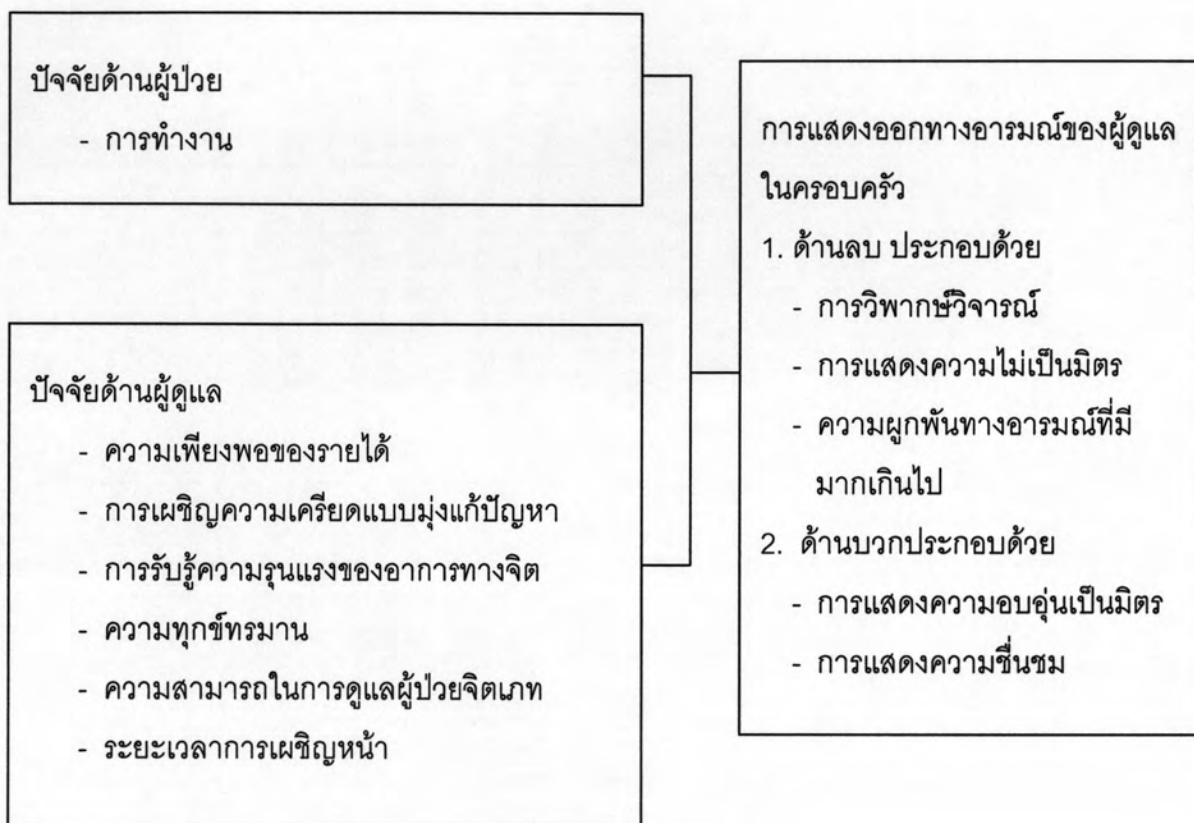 ปัจจัยด้านผู้ป่วย
- การทำงาน
ปัจจัยด้านผู้ดูแล
- ความเพียงพอของรายได้
- การเผชิญความเครียดแบบมุ่งแก้ปัญหา
- การรับรู้ความรุนแรงของอาการทางจิต
- ความทุกข์ทรมาน
- ความสามารถในการดูแลผู้ป่วยจิตเภท
- ระยะเวลาการเผชิญหน้า
การแสดงออกทางอารมณ์ของผู้ดูแล
ในครอบครัว
1. ด้านลบ ประกอบด้วย
- การวิพากษ์วิจารณ์
- การแสดงความไม่เป็นมิตร
- ความผูกพันทางอารมณ์ที่มี
มากเกินไป
2. ด้านบวกประกอบด้วย
- การแสดงความอบอุ่นเป็นมิตร
- การแสดงความชื่นชม